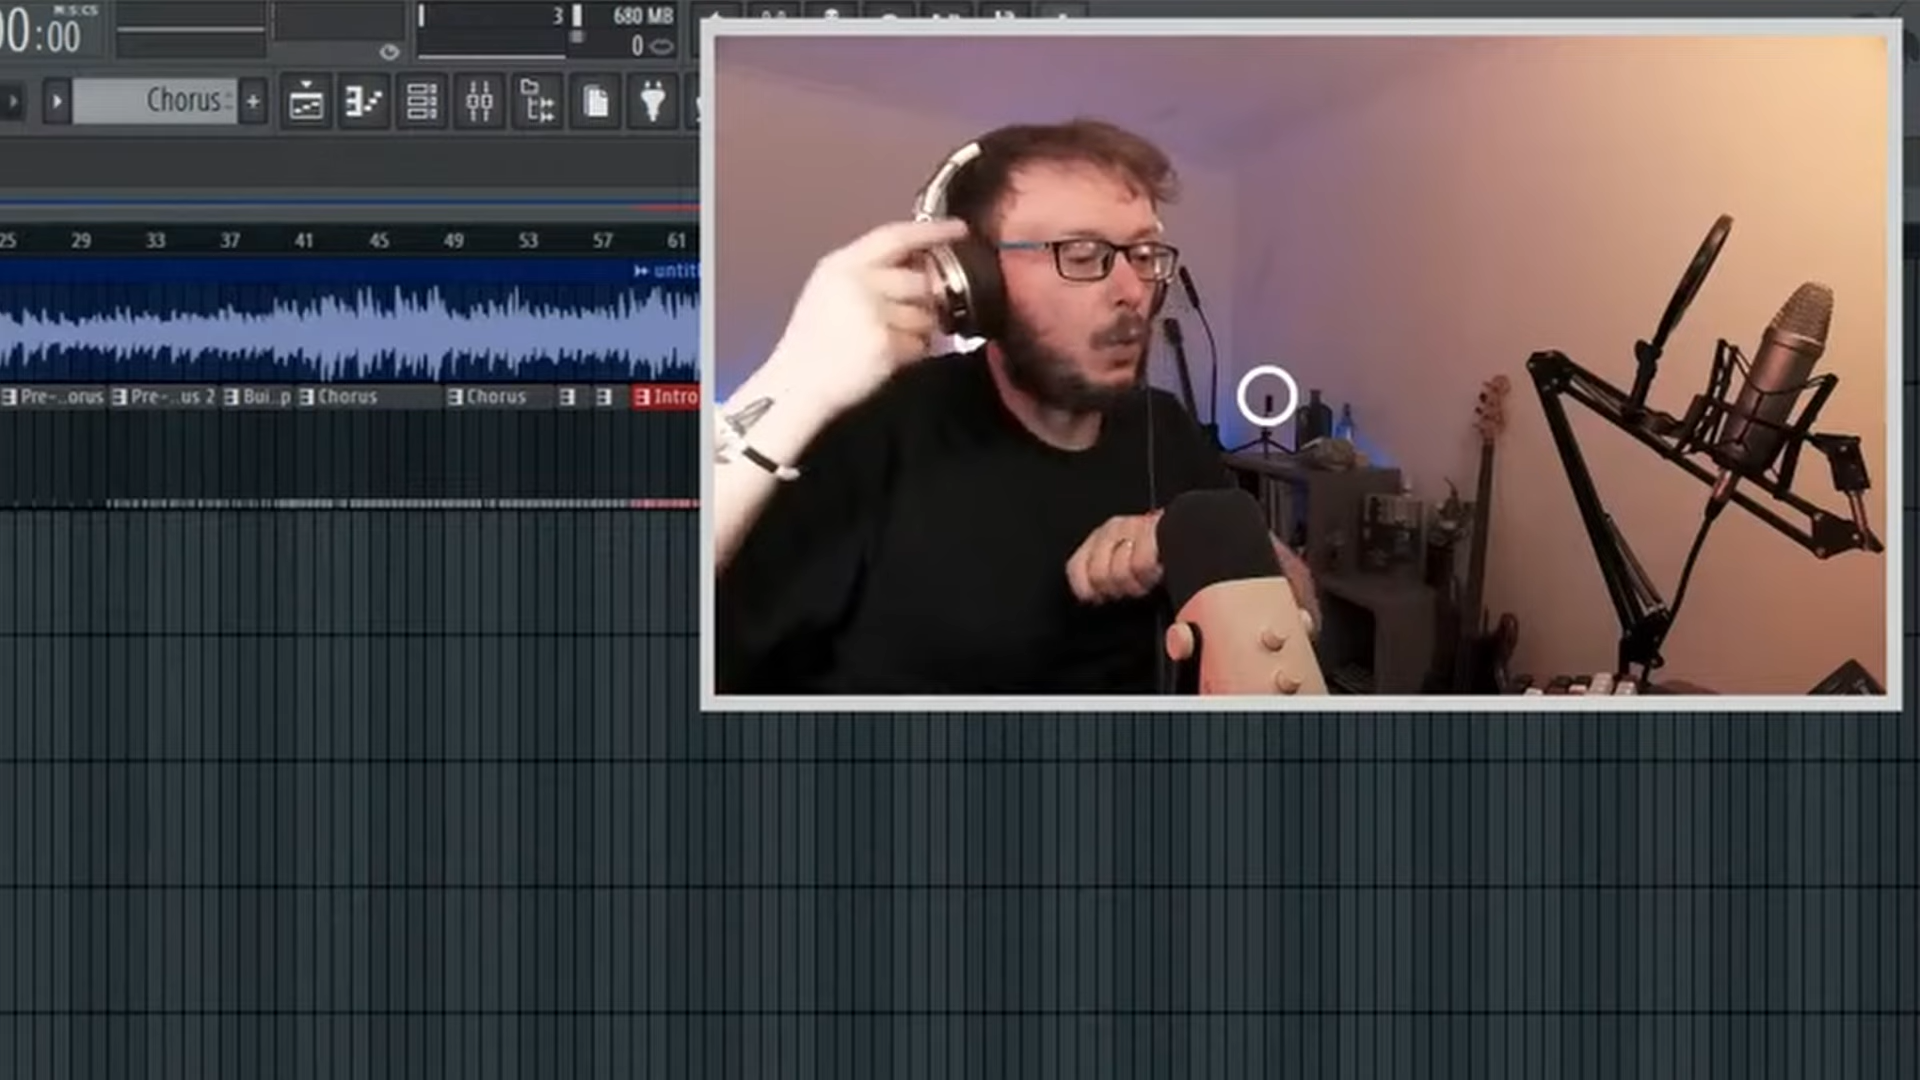 M:S:CS
00:00
3
680 MB
0
Chorus
25 29 33 37 41 45 49 53 57 61
Pre-..orus Pre-..us 2 Bui..p Chorus Chorus Intro